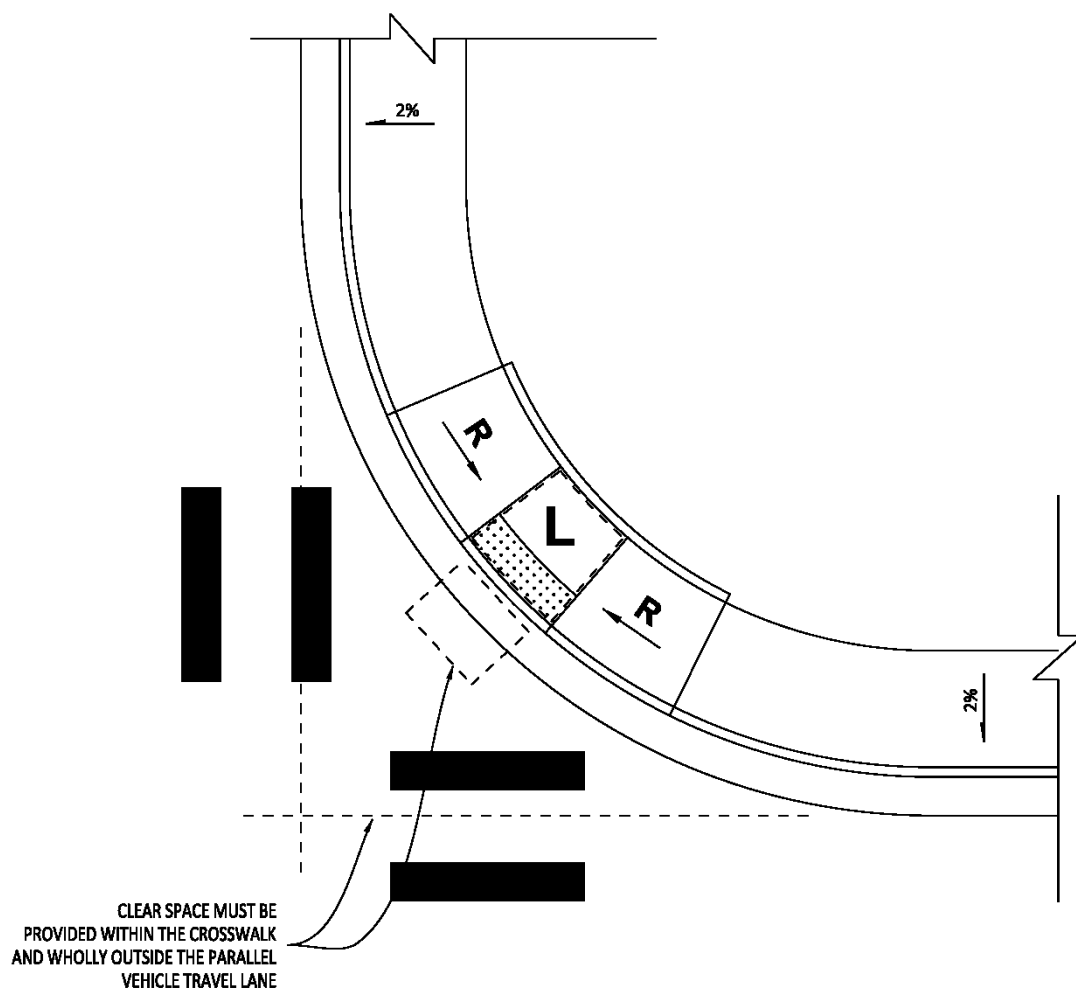 2%
R
L
R
2%
CLEAR SPACE MUST BE
PROVIDED WITHIN THE CROSSWALK
AND WHOLLY OUTSIDE THE PARALLEL
VEHICLE TRAVEL LANE